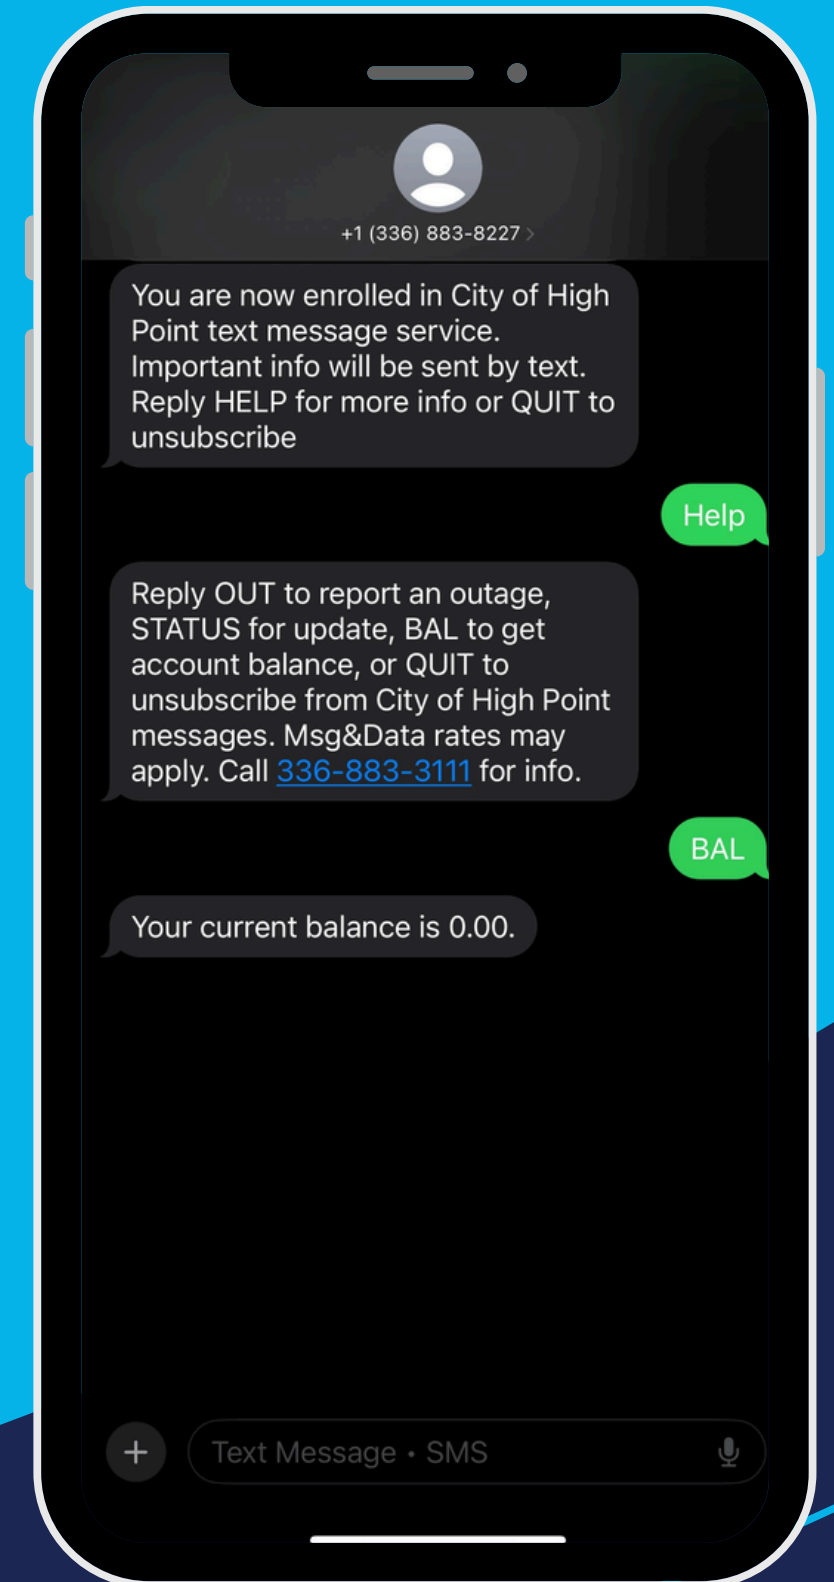 +1 (336) 883-8227
You are now enrolled in City of High
Point text message service.
Important info will be sent by text.
Reply HELP for more info or QUIT to
unsubscribe
Help
Reply OUT to report an outage,
STATUS for update, BAL to get
account balance, or QUIT to
unsubscribe from City of High Point
messages. Msg&Data rates may
apply. Call 336-883-3111 for info.
BAL
Your current balance is 0.00.
Text Message • SMS